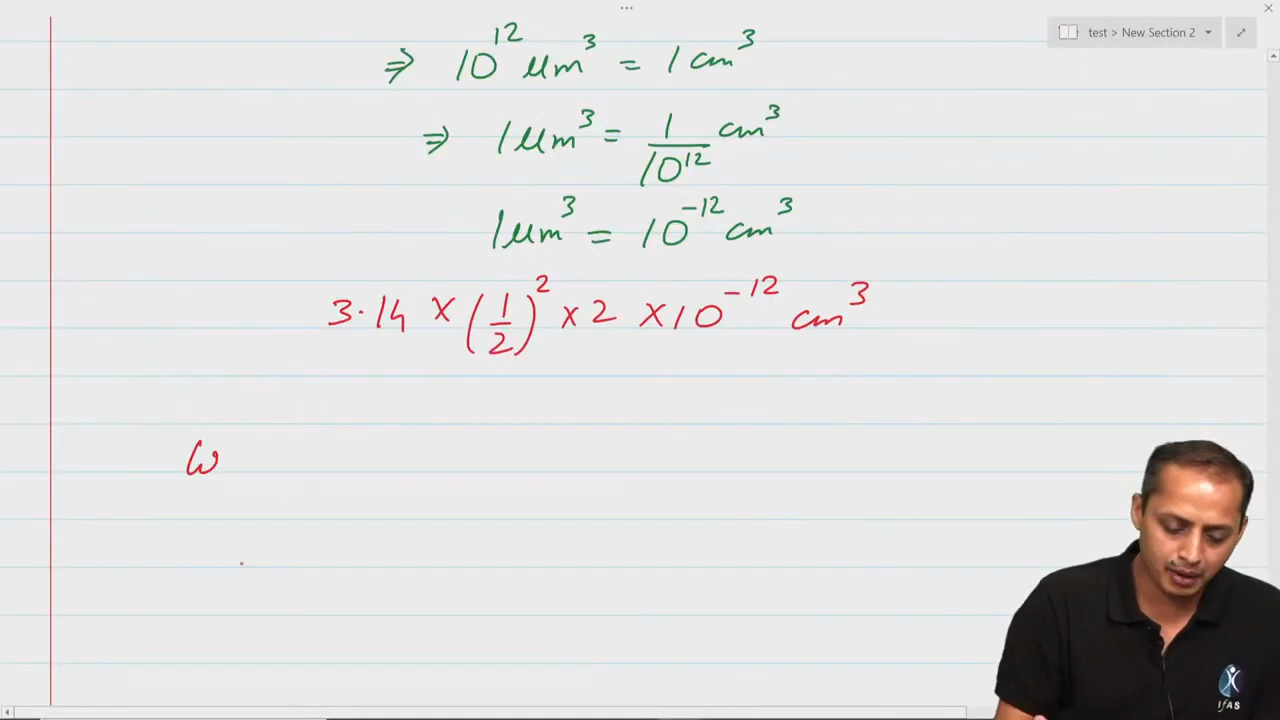 test > New Section 2
⇒ 10¹² μm³ = 1 cm³
⇒ 1 μm³ = 1/10¹² cm³
1 μm³ = 10⁻¹² cm³
3.14 × (1/2)² × 2 × 10⁻¹² cm³
W
IFAS